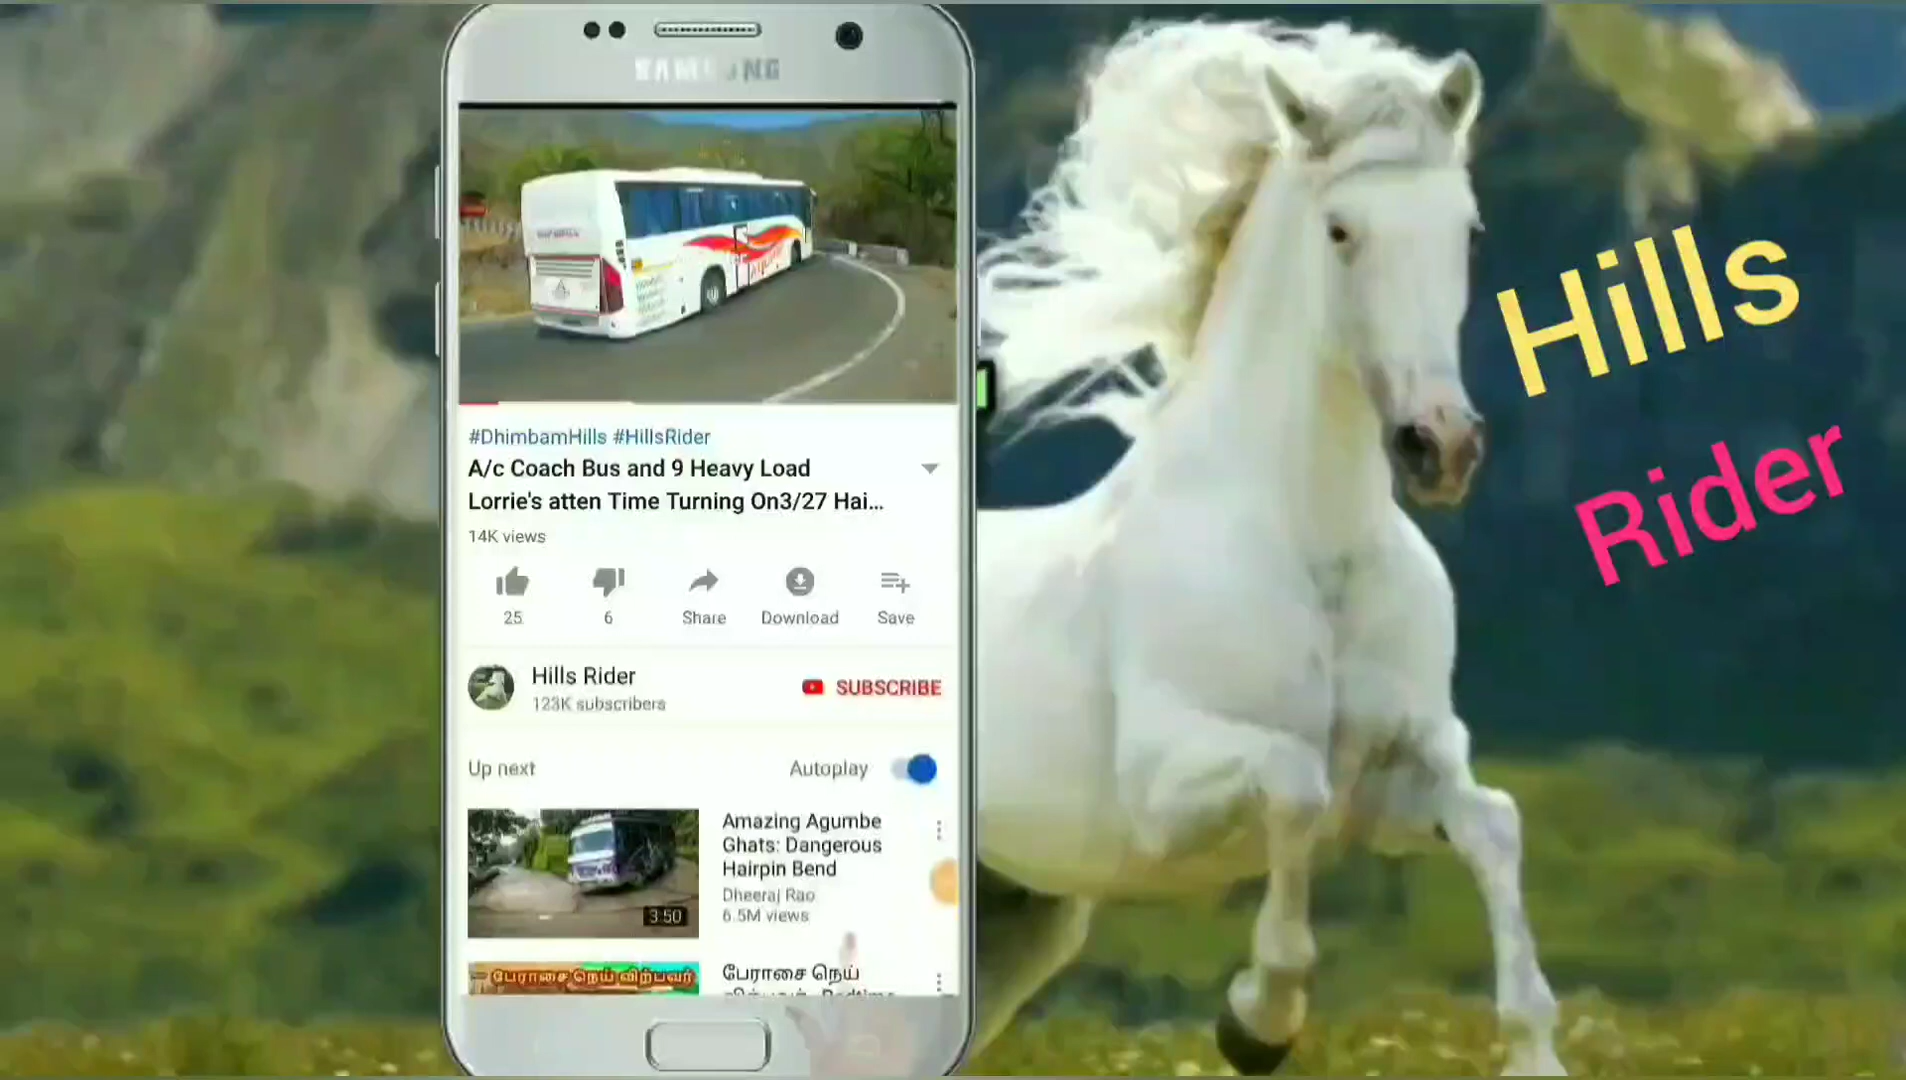 SAMSUNG
#DhimbamHills #HillsRider
A/c Coach Bus and 9 Heavy Load
Lorrie's atten Time Turning On3/27 Hai...
14K views
25
6
Share
Download
Save
Hills Rider
123K subscribers
SUBSCRIBE
Up next
Autoplay
Amazing Agumbe
Ghats: Dangerous
Hairpin Bend
Dheeraj Rao
6.5M views
3:50
பேராசை நெய் விற்பவர்
பேராசை நெய்
Hills
Rider